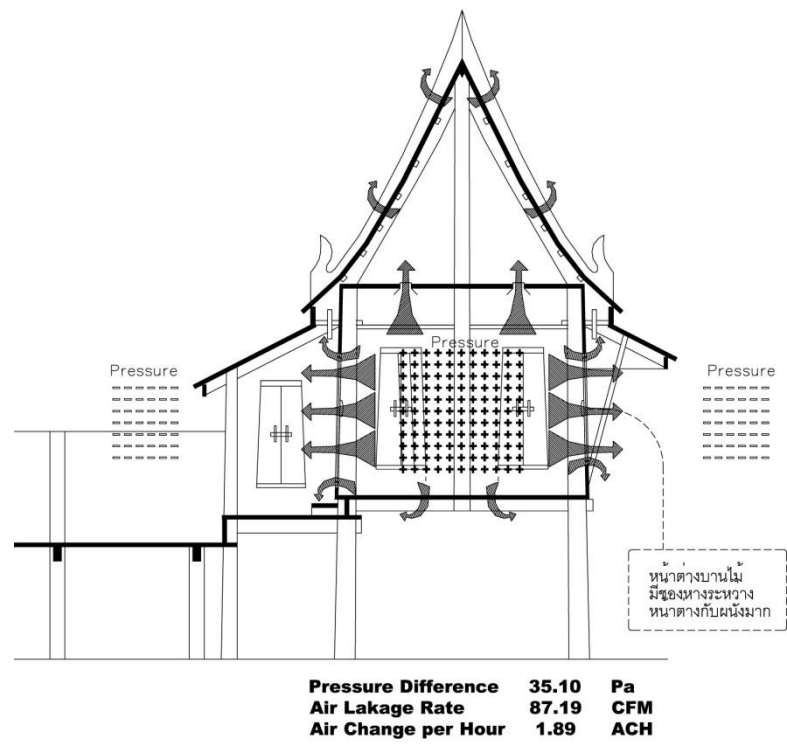 Pressure
Pressure
Pressure
หน้าต่างบานไม้
มีช่องห่างระหว่าง
หน้าต่างกับผนังมาก
Pressure Difference 35.10 Pa
Air Lakage Rate 87.19 CFM
Air Change per Hour 1.89 ACH